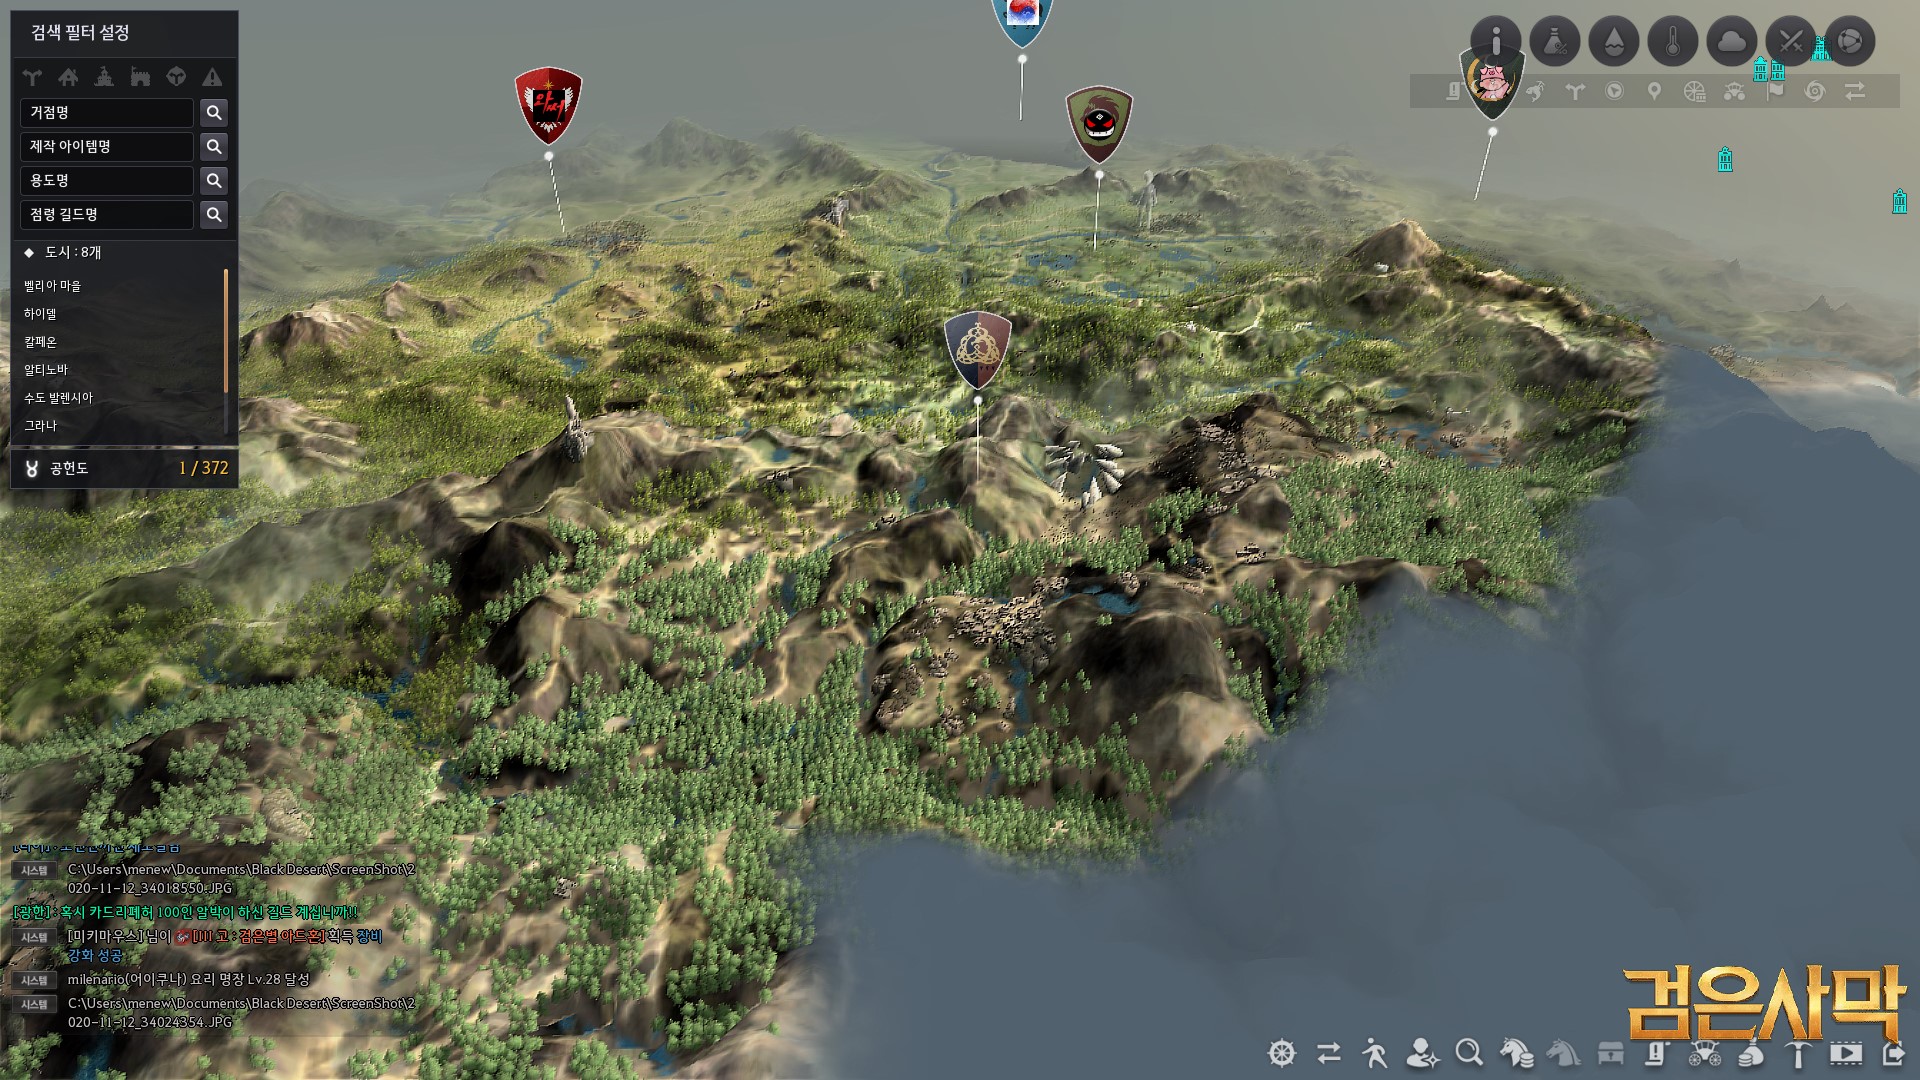 검색 필터 설정
거점명
제작 아이템명
용도명
점령 길드명
◆ 도시 : 8개
벨리아 마을
하이델
칼페온
알티노바
수도 발렌시아
그라나
공헌도 1 / 372
와쩌
시스템 C:\Users\menew\Documents\Black Desert\ScreenShot\2
020-11-12_34018550.JPG
[광한] : 혹시 카드리페허 100인 알박이 하신 길드 계십니까!!
시스템 [미키마우스] 님이 [IIII 고 : 검은별 아드혼] 획득 장비
강화 성공
시스템 milenario(어이쿠나) 요리 명장 Lv.28 달성
시스템 C:\Users\menew\Documents\Black Desert\ScreenShot\2
020-11-12_34024354.JPG
검은사막